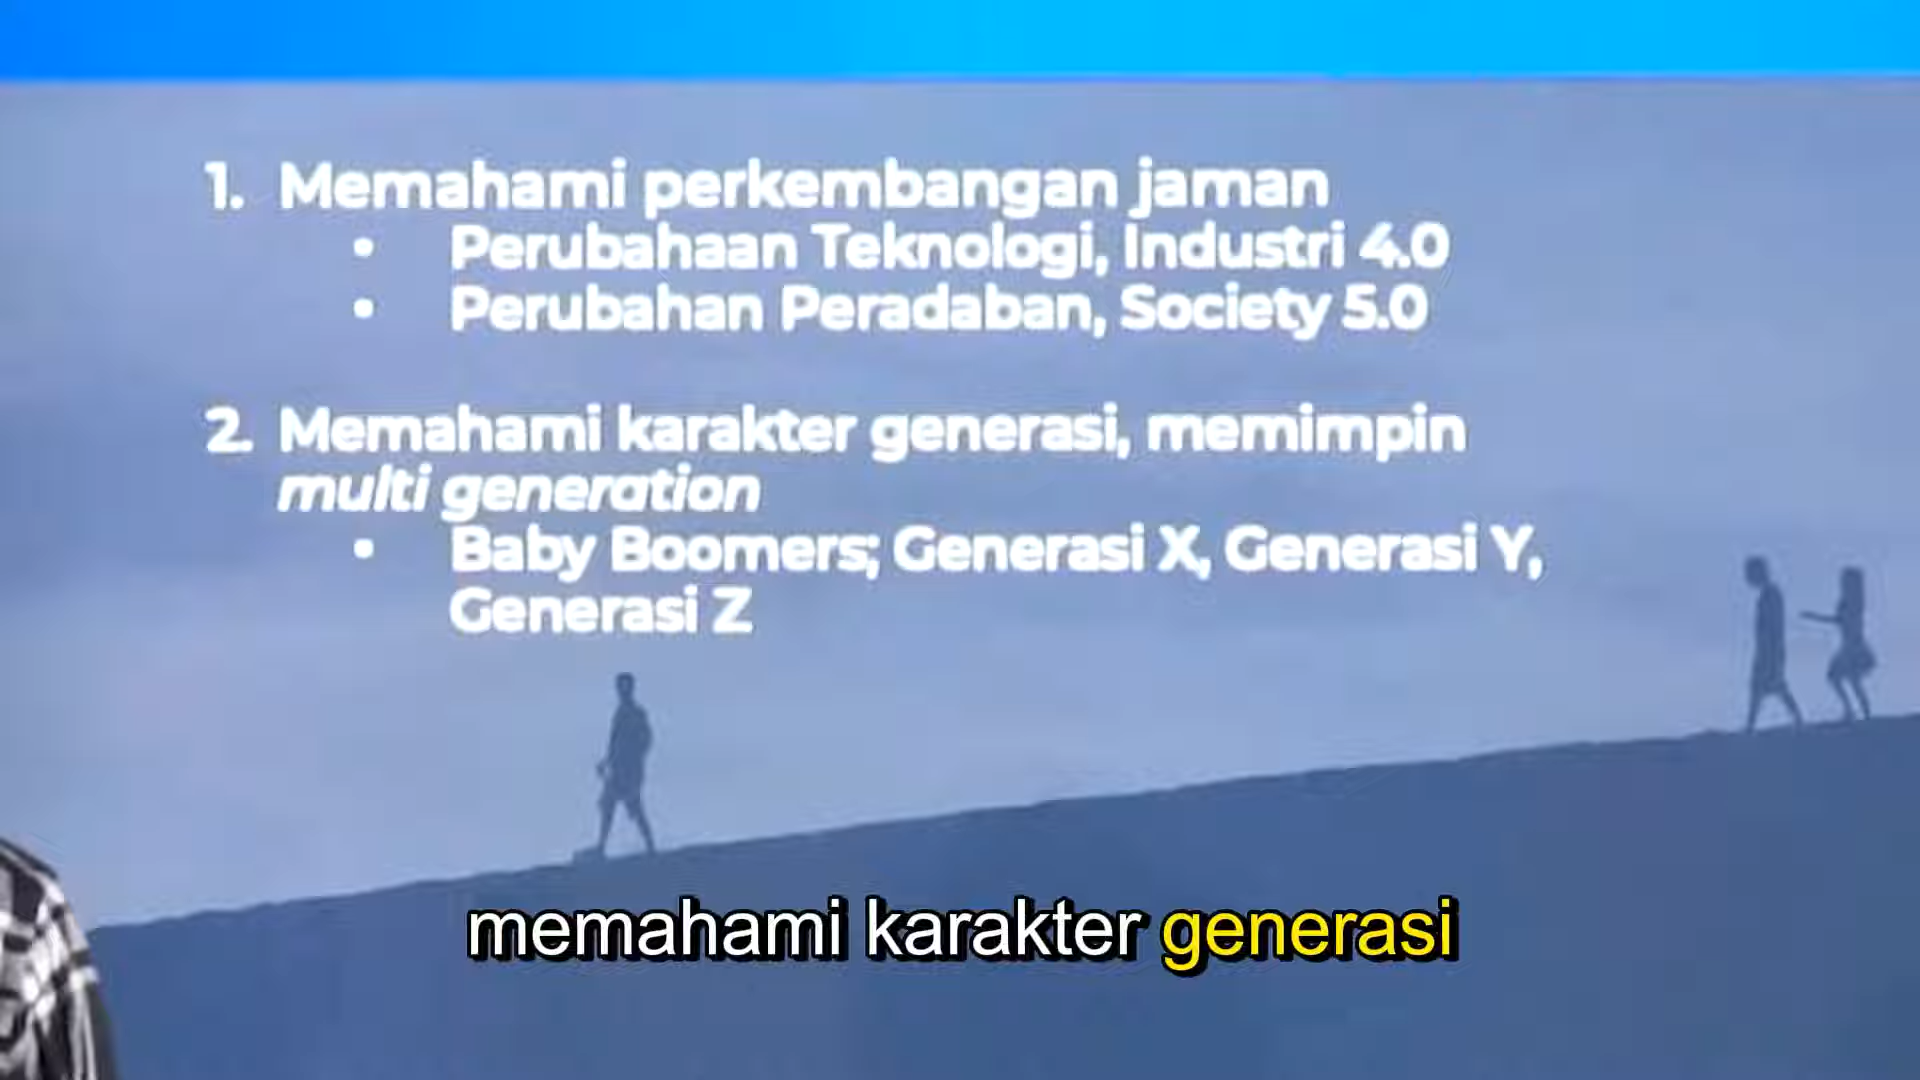 1. Memahami perkembangan jaman
• Perubahaan Teknologi, Industri 4.0
• Perubahan Peradaban, Society 5.0
2. Memahami karakter generasi, memimpin
multi generation
• Baby Boomers; Generasi X, Generasi Y,
Generasi Z
memahami karakter generasi